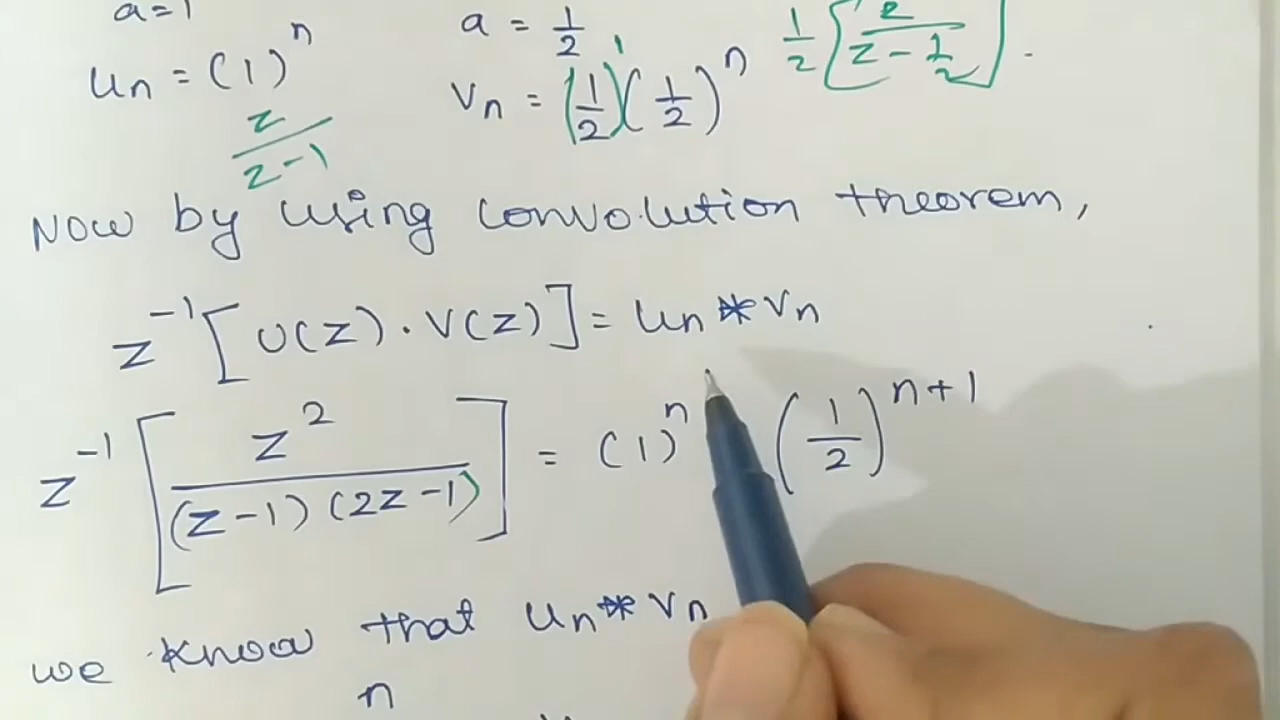 a=1 a = 1/2 1/2 [z / (z - 1/2)]
un = (1)^n vn = (1/2)^1 (1/2)^n
z/(z-1)
Now by using convolution theorem,
z^-1 [U(z) . V(z)] = un * vn
z^-1 [z^2 / ((z-1)(2z-1))] = (1)^n (1/2)^(n+1)
we know that un * vn
n